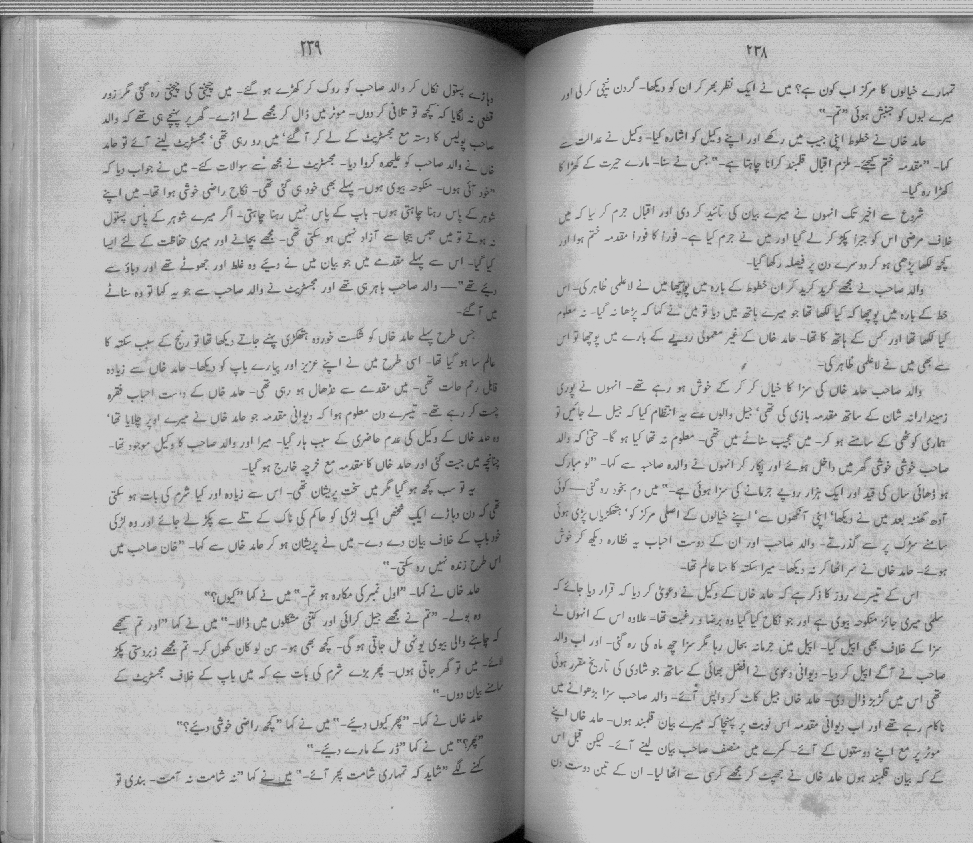 ۲۳۸
تمہارے خیالوں کا مرکز اب کون ہے؟ میں نے ایک نظر بھر کر ان کو دیکھا۔ گردن نیچی کر لی اور
میرے لبوں کو جنبش ہوئی "تم۔"
حامد خاں نے خطوط اپنی جیب میں رکھے اور اپنے وکیل کو اشارہ کیا۔ وکیل نے عدالت سے
کہا۔ "مقدمہ ختم کیجئے۔ ملزم اقبال قلمبند کرانا چاہتا ہے۔" جس نے سنا۔ مارے حیرت کے کھڑا کا
کھڑا رہ گیا۔
شروع سے اخیر تک انہوں نے میرے بیان کی تائید کر دی اور اقبال جرم کر لیا کہ میں
خلاف مرضی اس کو جبراً پکڑ کر لے گیا اور میں نے جرم کیا ہے۔ فوراً کا فوراً مقدمہ ختم ہوا اور
کچھ لکھا پڑھی ہو کر دوسرے دن پر فیصلہ رکھا گیا۔
والد صاحب نے مجھے کرید کرید کر ان خطوط کے بارہ میں پوچھا میں نے لاعلمی ظاہر کی۔ اس
خط کے بارہ میں پوچھا کہ کیا لکھا تھا جو میرے ہاتھ میں دیا تو میں نے کہا کہ پڑھا نہ گیا۔ نہ معلوم
کیا لکھا تھا اور کس کے ہاتھ کا تھا۔ حامد خاں کے غیر معمولی رویے کے بارے میں پوچھا تو اس
سے بھی میں نے لاعلمی ظاہر کی۔
والد صاحب حامد خاں کی سزا کا خیال کر کر کے خوش ہو رہے تھے۔ انہوں نے پوری
زمیندارانہ شان کے ساتھ مقدمہ بازی کی تھی' جیل والوں سے یہ انتظام کیا کہ جیل لے جائیں تو
ہماری کوٹھی کے سامنے ہو کر۔ میں عجیب سناٹے میں تھی۔ معلوم نہ تھا کیا ہو گا۔ حتیٰ کہ والد
صاحب خوشی خوشی گھر میں داخل ہوئے اور پکار کر انہوں نے والدہ صاحبہ سے کہا۔ "لو مبارک
ہو ڈھائی سال کی قید اور ایک ہزار روپے جرمانے کی سزا ہوئی ہے۔" میں دم بخود رہ گئی—کوئی
آدھ گھنٹہ بعد میں نے دیکھا' اپنی آنکھوں سے' اپنے خیالوں کے اصلی مرکز کو' ہتھکڑیاں پڑی ہوئی
سامنے سڑک پر سے گذرتے۔ والد صاحب اور ان کے دوست احباب یہ نظارہ دیکھ کر خوش
ہوئے۔ حامد خاں نے سر اٹھا کر نہ دیکھا۔ میرا سکتہ کا سا عالم تھا۔
اس کے تیسرے روز کا ذکر ہے کہ حامد خاں کے وکیل نے دعویٰ کر دیا کہ قرار دیا جائے کہ
سلمٰی میری جائز منکوحہ بیوی ہے اور جو نکاح کیا گیا وہ برضا و رغبت تھا۔ علاوہ اس کے انہوں نے
سزا کے خلاف بھی اپیل کیا۔ اپیل میں جرمانہ بحال رہا مگر سزا چھ ماہ کی رہ گئی۔ اور اب والد
صاحب نے آگے اپیل کر دیا۔ دیوانی دعویٰ نے افضل بھائی کے ساتھ جو شادی کی تاریخ مقرر ہوئی
تھی اس میں گڑبڑ ڈال دی۔ حامد خاں جیل کاٹ کر واپس آئے۔ والد صاحب سزا بڑھوانے میں
ناکام رہے تھے اور اب دیوانی مقدمہ اس نوبت پر پہنچا کہ میرے بیان قلمبند ہوں۔ حامد خاں اپنے
موٹر پر مع اپنے دوستوں کے آئے۔ کمرے میں منصف صاحب بیان لینے آئے۔ لیکن قبل اس
کے کہ بیان قلمبند ہوں حامد خاں نے جھپٹ کر مجھے کرسی سے اٹھا لیا۔ ان کے تین دوست دن
۲۳۹
دہاڑے پستول نکال کر والد صاحب کو روک کر کھڑے ہو گئے۔ میں چیختی کی چیختی رہ گئی مگر زور
قطعی نہ لگایا کہ کچھ تو تلافی کر دوں۔ موٹر میں ڈال کر مجھے لے اڑے۔ گھر پر پہنچے ہی تھے کہ والد
صاحب پولیس کا دستہ مع مجسٹریٹ کے لے کر آ گئے' میں رو رہی تھی' مجسٹریٹ لینے آئے تو حامد
خاں نے والد صاحب کو علیحدہ کروا دیا۔ مجسٹریٹ نے مجھ سے سوالات کئے۔ میں نے جواب دیا کہ
"خود آئی ہوں۔ منکوحہ بیوی ہوں۔ پہلے بھی خود ہی گئی تھی۔ نکاح راضی خوشی ہوا تھا۔ میں اپنے
شوہر کے پاس رہنا چاہتی ہوں۔ باپ کے پاس نہیں رہنا چاہتی۔ اگر میرے شوہر کے پاس پستول
نہ ہوتے تو میں حبس بیجا سے آزاد نہیں ہو سکتی تھی۔ مجھے بچانے اور میری حفاظت کے لئے ایسا
کیا گیا۔ اس سے پہلے مقدمے میں جو بیان میں نے دیئے وہ غلط اور جھوٹے تھے اور دباؤ سے
دیئے تھے"—والد صاحب باہر ہی تھے اور مجسٹریٹ نے والد صاحب سے جو یہ کہا تو وہ سناٹے
میں آ گئے۔
جس طرح پہلے حامد خاں کو شکست خوردہ ہتھکڑی پہنے جاتے دیکھا تھا تو رنج کے سبب سکتہ کا
عالم سا ہو گیا تھا۔ اسی طرح میں نے اپنے عزیز اور پیارے باپ کو دیکھا۔ حامد خاں سے زیادہ
قابل رحم حالت تھی۔ میں مقدمے سے نڈھال ہو رہی تھی۔ حامد خاں کے دوست احباب فقرہ
چست کر رہے تھے۔ تیسرے دن معلوم ہوا کہ دیوانی مقدمہ جو حامد خاں نے میرے اوپر چلایا تھا'
وہ حامد خاں کے وکیل کی عدم حاضری کے سبب ہار گیا۔ میرا اور والد صاحب کا وکیل موجود تھا۔
چنانچہ میں جیت گئی اور حامد خاں کا مقدمہ مع خرچہ خارج ہو گیا۔
یہ تو سب کچھ ہو گیا مگر میں سخت پریشان تھی۔ اس سے زیادہ اور کیا شرم کی بات ہو سکتی
تھی کہ دن دہاڑے ایک شخص ایک لڑکی کو حاکم کی ناک کے تلے سے پکڑ لے جائے اور وہ لڑکی
خود باپ کے خلاف بیان دے دے۔ میں نے پریشان ہو کر حامد خاں سے کہا۔ "خان صاحب میں
اس طرح زندہ نہیں رہ سکتی۔"
حامد خاں نے کہا۔ "اول نمبر کی مکارہ ہو تم۔" میں نے کہا "کیوں؟"
وہ بولے۔ "تم نے مجھے جیل کرائی اور کتنی مشکلوں میں ڈالا۔" میں نے کہا "اور تم سمجھے
کہ چاہنے والی بیوی یونہی مل جاتی ہو گی۔ کچھ بھی ہو۔ سن لو کان کھول کر۔ تم مجھے زبردستی پکڑ
لائے۔ میں تو گھر جاتی ہوں۔ پھر بڑے شرم کی بات ہے کہ میں باپ کے خلاف مجسٹریٹ کے
سامنے بیان دوں۔"
حامد خاں نے کہا۔ "پھر کیوں دیئے۔" میں نے کہا "کچھ راضی خوشی دیئے؟"
"پھر؟" میں نے کہا "ڈر کے مارے دیئے۔"
کہنے لگے "شاید کہ تمہاری شامت پھر آئے۔" میں نے کہا "نہ شامت نہ آمت۔ بندی تو